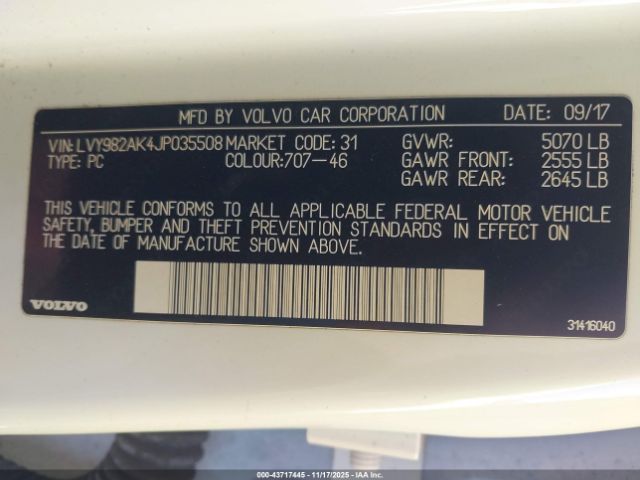 MFD BY VOLVO CAR CORPORATION DATE: 09/17
VIN: LVY982AK4JP035508 MARKET CODE: 31 GVWR: 5070 LB
TYPE: PC COLOUR: 707-46 GAWR FRONT: 2555 LB
GAWR REAR: 2645 LB
THIS VEHICLE CONFORMS TO ALL APPLICABLE FEDERAL MOTOR VEHICLE
SAFETY, BUMPER AND THEFT PREVENTION STANDARDS IN EFFECT ON
THE DATE OF MANUFACTURE SHOWN ABOVE.
VOLVO
31416040
000-43717445 - 11/17/2025 - IAAI.COM